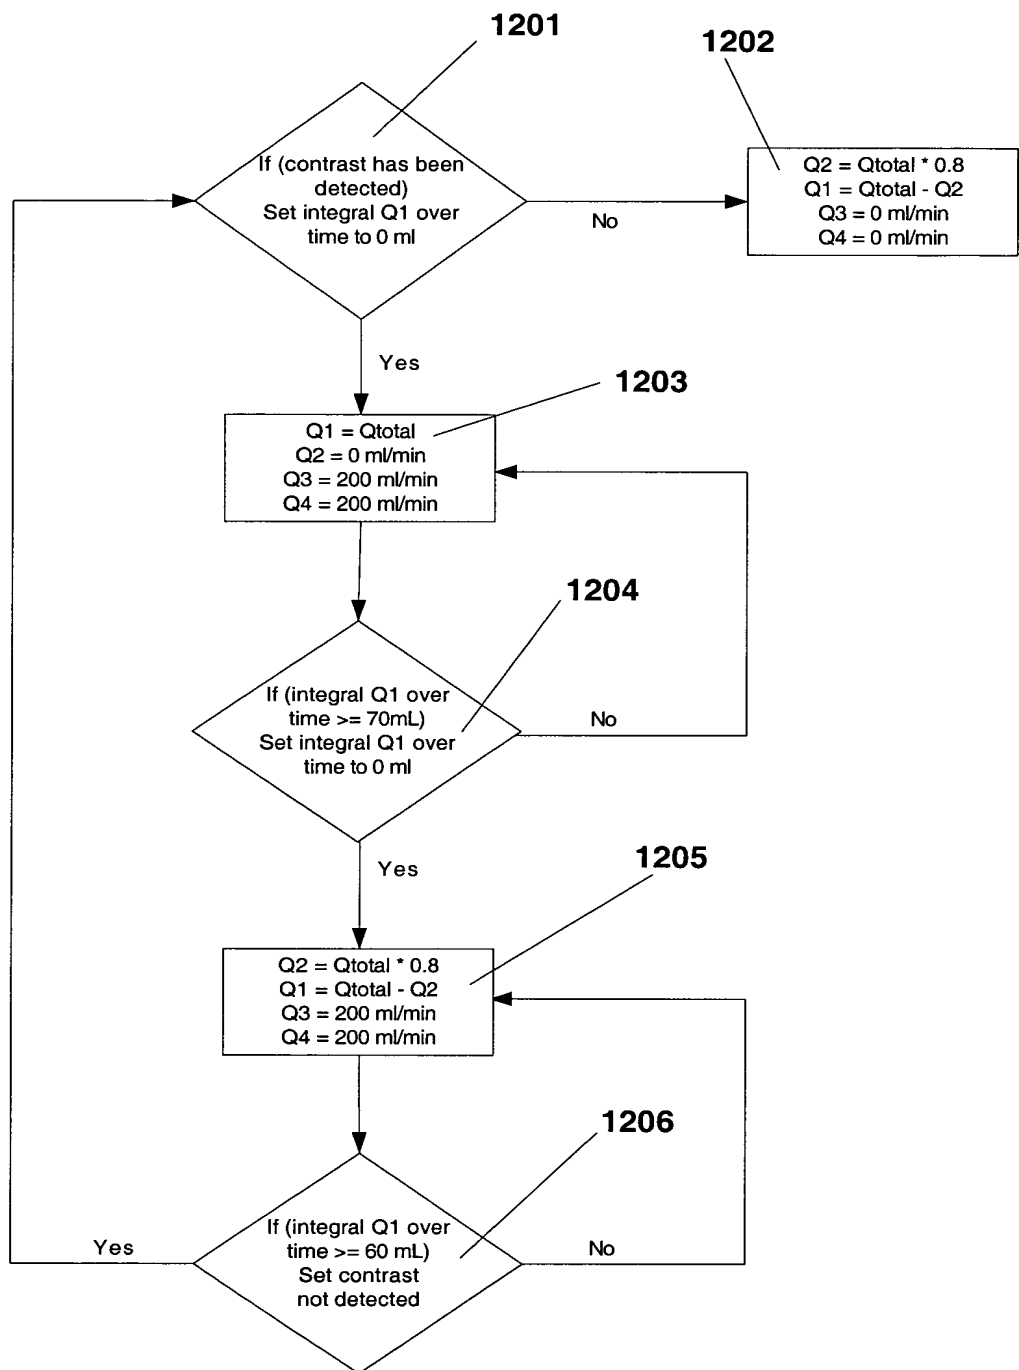 1201
1202
If (contrast has been
detected)
Set integral Q1 over
time to 0 ml
No
Q2 = Qtotal * 0.8
Q1 = Qtotal - Q2
Q3 = 0 ml/min
Q4 = 0 ml/min
Yes
1203
Q1 = Qtotal
Q2 = 0 ml/min
Q3 = 200 ml/min
Q4 = 200 ml/min
1204
If (integral Q1 over
time >= 70mL)
Set integral Q1 over
time to 0 ml
No
Yes
1205
Q2 = Qtotal * 0.8
Q1 = Qtotal - Q2
Q3 = 200 ml/min
Q4 = 200 ml/min
1206
If (integral Q1 over
time >= 60 mL)
Set contrast
not detected
Yes
No